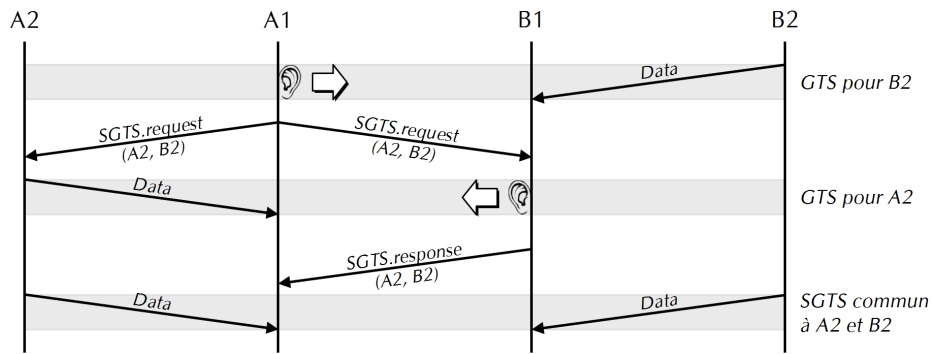 A2 A1 B1 B2
Data
GTS pour B2
SGTS.request
(A2, B2)
SGTS.request
(A2, B2)
Data
GTS pour A2
SGTS.response
(A2, B2)
Data
Data
SGTS commun
à A2 et B2